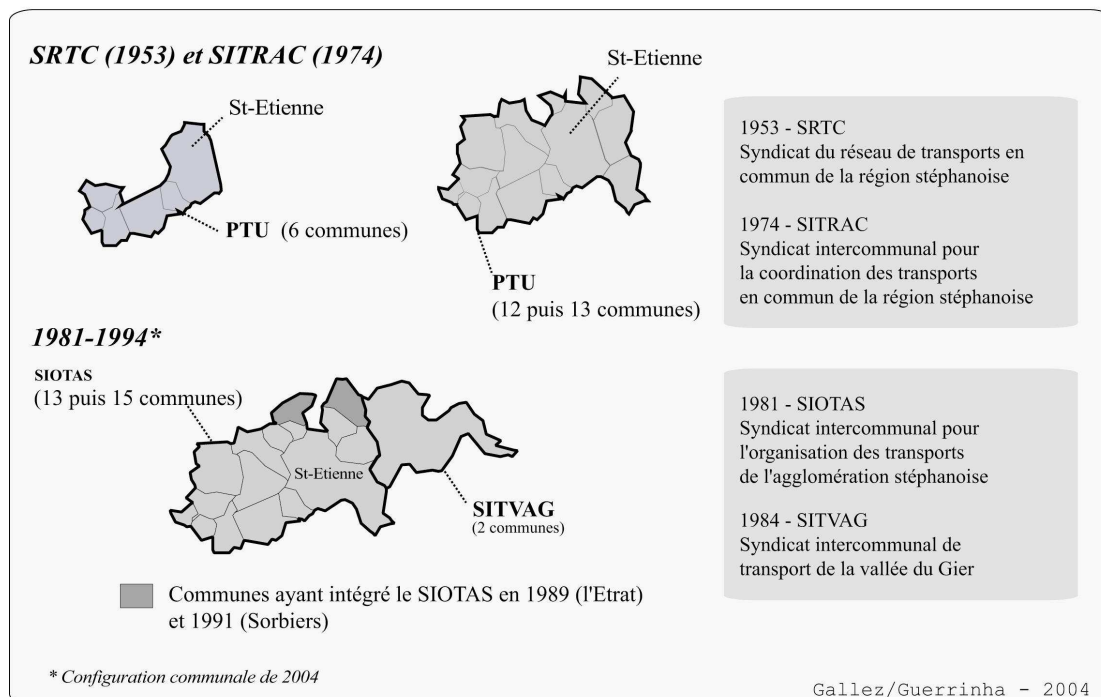 SRTC (1953) et SITRAC (1974)
St-Etienne
PTU (6 communes)
St-Etienne
PTU
(12 puis 13 communes)
1953 - SRTC
Syndicat du réseau de transports en
commun de la région stéphanoise
1974 - SITRAC
Syndicat intercommunal pour
la coordination des transports
en commun de la région stéphanoise
1981-1994*
SIOTAS
(13 puis 15 communes)
St-Etienne
SITVAG
(2 communes)
1981 - SIOTAS
Syndicat intercommunal pour
l'organisation des transports
de l'agglomération stéphanoise
1984 - SITVAG
Syndicat intercommunal de
transport de la vallée du Gier
Communes ayant intégré le SIOTAS en 1989 (l'Etrat)
et 1991 (Sorbiers)
* Configuration communale de 2004
Gallez/Guerrinha - 2004